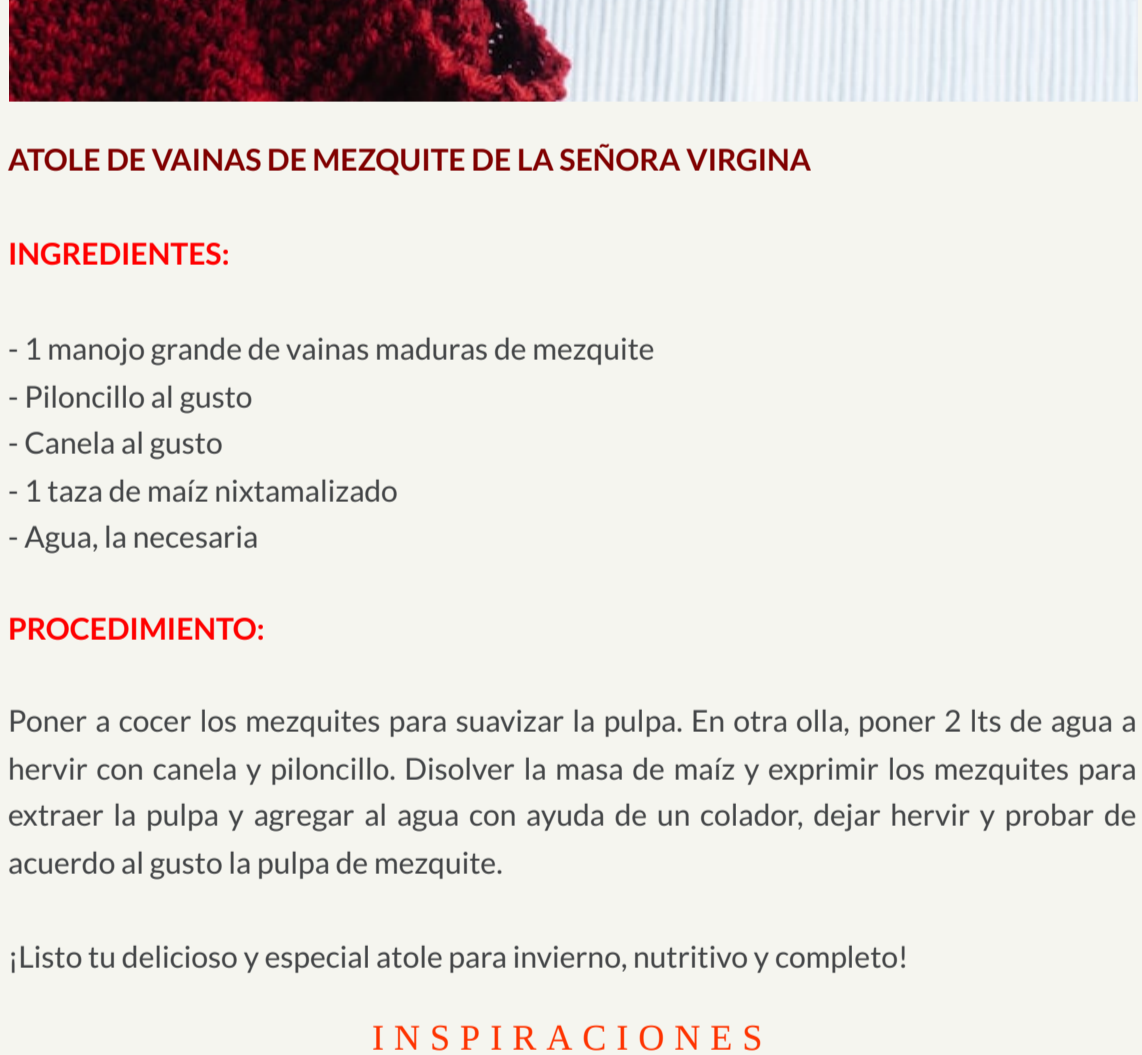 ATOLE DE VAINAS DE MEZQUITE DE LA SEÑORA VIRGINA
INGREDIENTES:
- 1 manojo grande de vainas maduras de mezquite
- Piloncillo al gusto
- Canela al gusto
- 1 taza de maíz nixtamalizado
- Agua, la necesaria
PROCEDIMIENTO:
Poner a cocer los mezquites para suavizar la pulpa. En otra olla, poner 2 lts de agua a
hervir con canela y piloncillo. Disolver la masa de maíz y exprimir los mezquites para
extraer la pulpa y agregar al agua con ayuda de un colador, dejar hervir y probar de
acuerdo al gusto la pulpa de mezquite.
¡Listo tu delicioso y especial atole para invierno, nutritivo y completo!
INSPIRACIONES